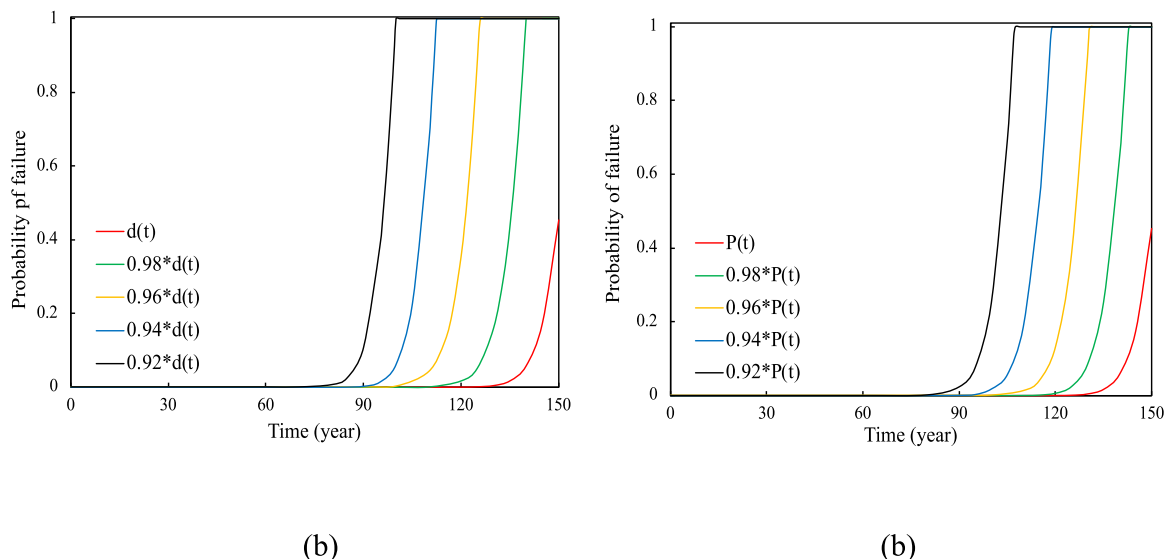 Probability pf failure
1
0.8
0.6
0.4
0.2
0
d(t)
0.98*d(t)
0.96*d(t)
0.94*d(t)
0.92*d(t)
0 30 60 90 120 150
Time (year)
(b)
Probability of failure
1
0.8
0.6
0.4
0.2
0
P(t)
0.98*P(t)
0.96*P(t)
0.94*P(t)
0.92*P(t)
0 30 60 90 120 150
Time (year)
(b)